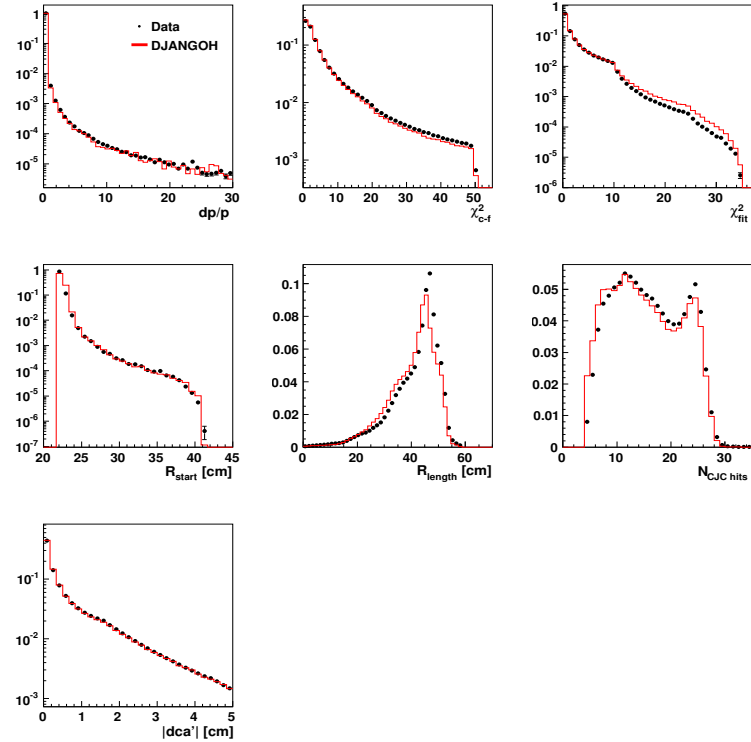 1
10⁻¹
10⁻²
10⁻³
10⁻⁴
10⁻⁵
0 10 20 30
dp/p
Data
DJANGOH
10⁻¹
10⁻²
10⁻³
0 10 20 30 40 50
χ²c-f
1
10⁻¹
10⁻²
10⁻³
10⁻⁴
10⁻⁵
10⁻⁶
0 10 20 30
χ²fit
1
10⁻¹
10⁻²
10⁻³
10⁻⁴
10⁻⁵
10⁻⁶
10⁻⁷
20 25 30 35 40 45
Rstart [cm]
0.1
0.08
0.06
0.04
0.02
0
0 20 40 60
Rlength [cm]
0.05
0.04
0.03
0.02
0.01
0
0 10 20 30
NCJC hits
10⁻¹
10⁻²
10⁻³
0 1 2 3 4 5
|dca'| [cm]